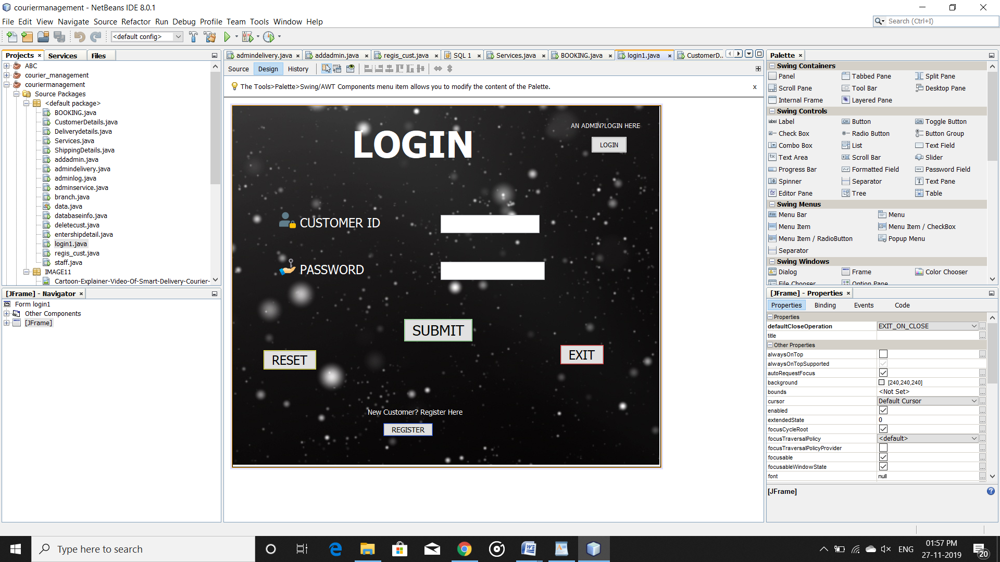 couriermanagement - NetBeans IDE 8.0.1
File Edit View Navigate Source Refactor Run Debug Profile Team Tools Window Help
Search (Ctrl+I)
<default config>
Projects
Services
Files
ABC
courier_management
couriermanagement
Source Packages
<default package>
BOOKING.java
CustomerDetails.java
Deliverydetails.java
Services.java
ShippingDetails.java
addadmin.java
admindelivery.java
adminlog.java
adminservice.java
branch.java
data.java
databaseinfo.java
deletecust.java
entershipdetail.java
login1.java
regis_cust.java
staff.java
IMAGE11
Cartoon-Explainer-Video-Of-Smart-Delivery-Courier-
[JFrame] - Navigator
Form login1
Other Components
[JFrame]
admindelivery.java addadmin.java regis_cust.java SQL 1 Services.java BOOKING.java login1.java CustomerD..
Source Design History
The Tools>Palette>Swing/AWT Components menu item allows you to modify the content of the Palette.
x
AN ADMIN?LOGIN HERE
LOGIN
LOGIN
CUSTOMER ID
PASSWORD
SUBMIT
RESET
EXIT
New Customer? Register Here
REGISTER
Palette
Swing Containers
Panel Tabbed Pane Split Pane
Scroll Pane Tool Bar Desktop Pane
Internal Frame Layered Pane
Swing Controls
label Label OK Button ON Toggle Button
Check Box Radio Button Button Group
Combo Box List Text Field
Text Area Scroll Bar Slider
Progress Bar Formatted Field Password Field
Spinner Separator Text Pane
Editor Pane Tree Table
Swing Menus
Menu Bar Menu
Menu Item Menu Item / CheckBox
Menu Item / RadioButton Popup Menu
Separator
Swing Windows
Dialog Frame Color Chooser
File Chooser Option Pane
[JFrame] - Properties
Properties Binding Events Code
Properties
defaultCloseOperation EXIT_ON_CLOSE
title
Other Properties
alwaysOnTop
alwaysOnTopSupported
autoRequestFocus
background [240,240,240]
bounds <Not Set>
cursor Default Cursor
enabled
extendedState 0
focusCycleRoot
focusTraversalPolicy <default>
focusTraversalPolicyProvider
focusable
focusableWindowState
font null
[JFrame]
Type here to search
ENG
01:57 PM
27-11-2019
20